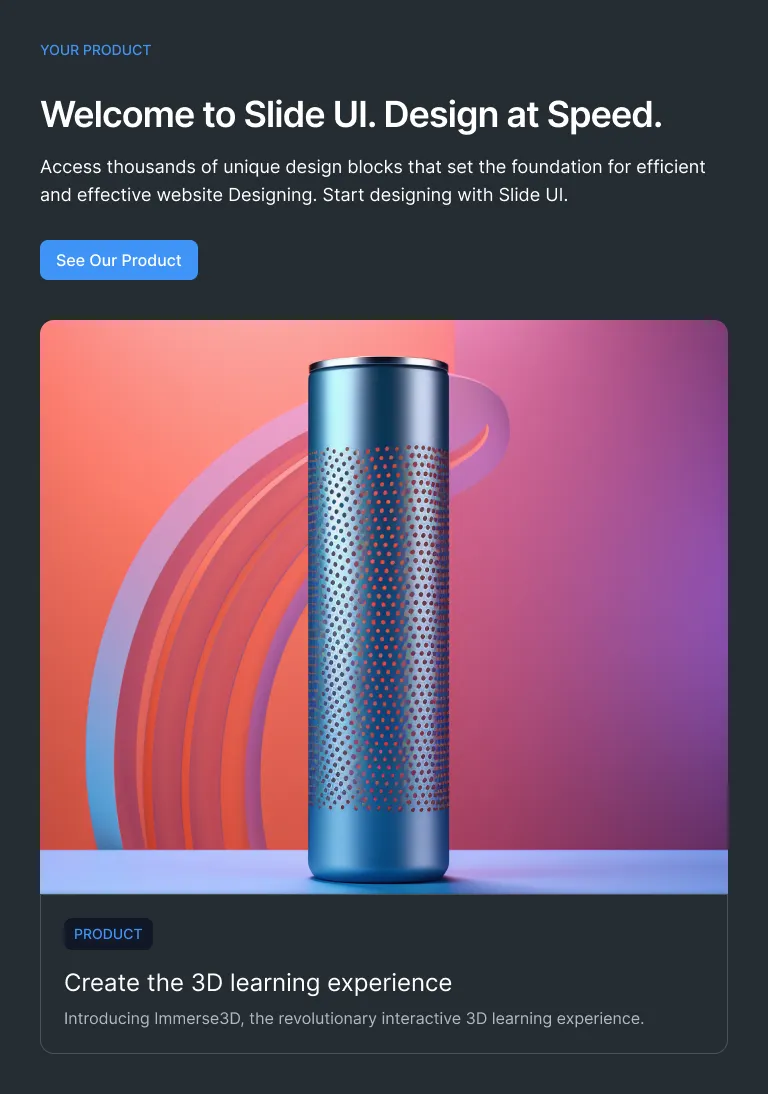 YOUR PRODUCT
Welcome to Slide UI. Design at Speed.
Access thousands of unique design blocks that set the foundation for efficient
and effective website Designing. Start designing with Slide UI.
See Our Product
PRODUCT
Create the 3D learning experience
Introducing Immerse3D, the revolutionary interactive 3D learning experience.